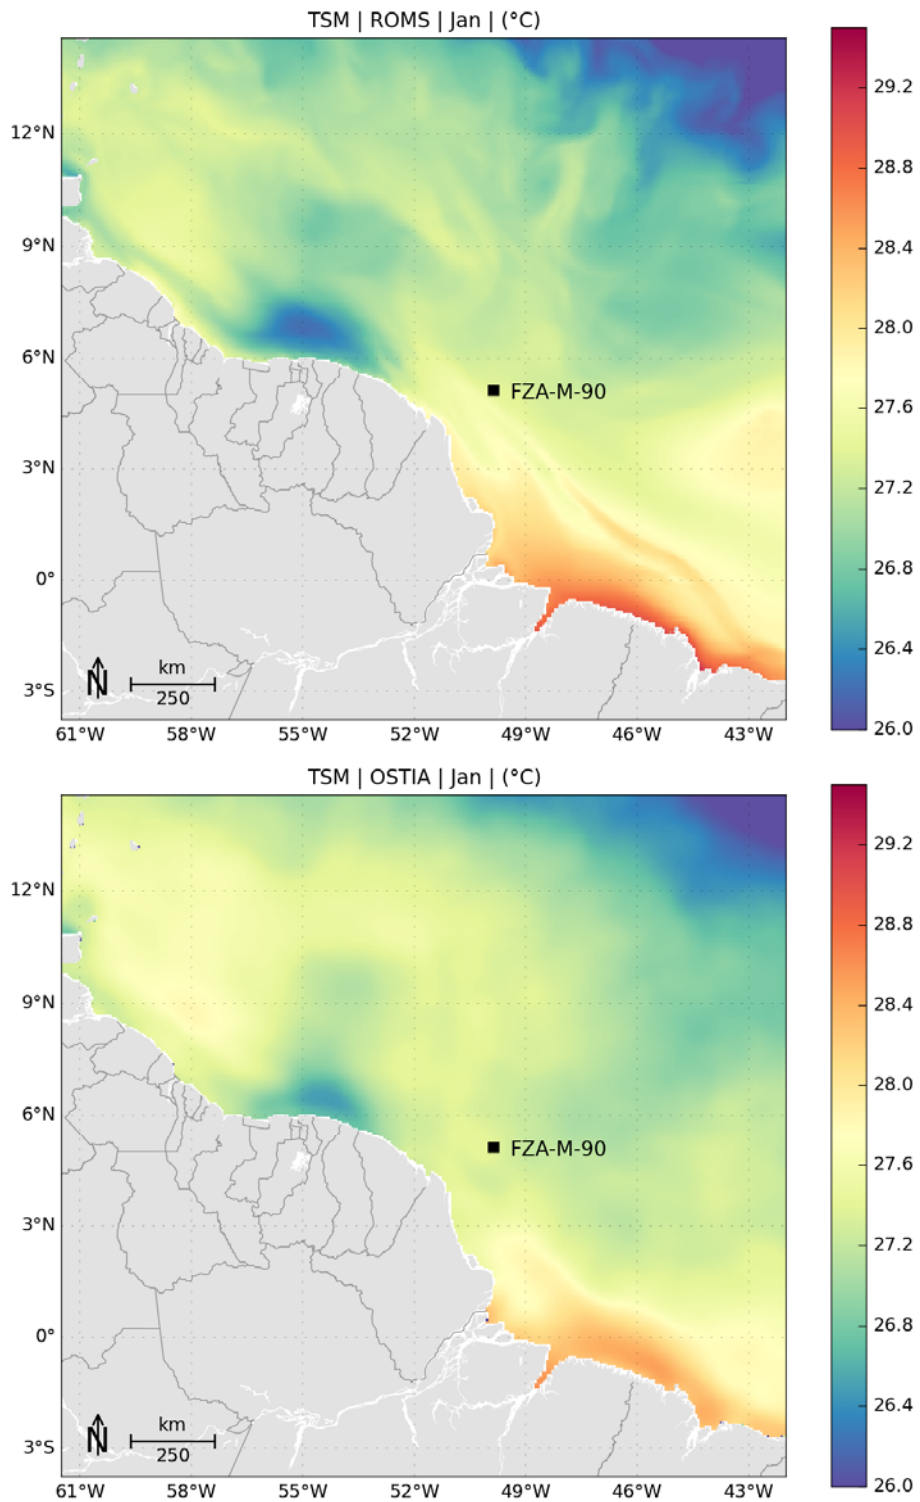 TSM | ROMS | Jan | (°C)
12°N
9°N
6°N
3°N
0°
3°S
FZA-M-90
N
km
250
61°W 58°W 55°W 52°W 49°W 46°W 43°W
29.2
28.8
28.4
28.0
27.6
27.2
26.8
26.4
26.0
TSM | OSTIA | Jan | (°C)
12°N
9°N
6°N
3°N
0°
3°S
FZA-M-90
N
km
250
61°W 58°W 55°W 52°W 49°W 46°W 43°W
29.2
28.8
28.4
28.0
27.6
27.2
26.8
26.4
26.0